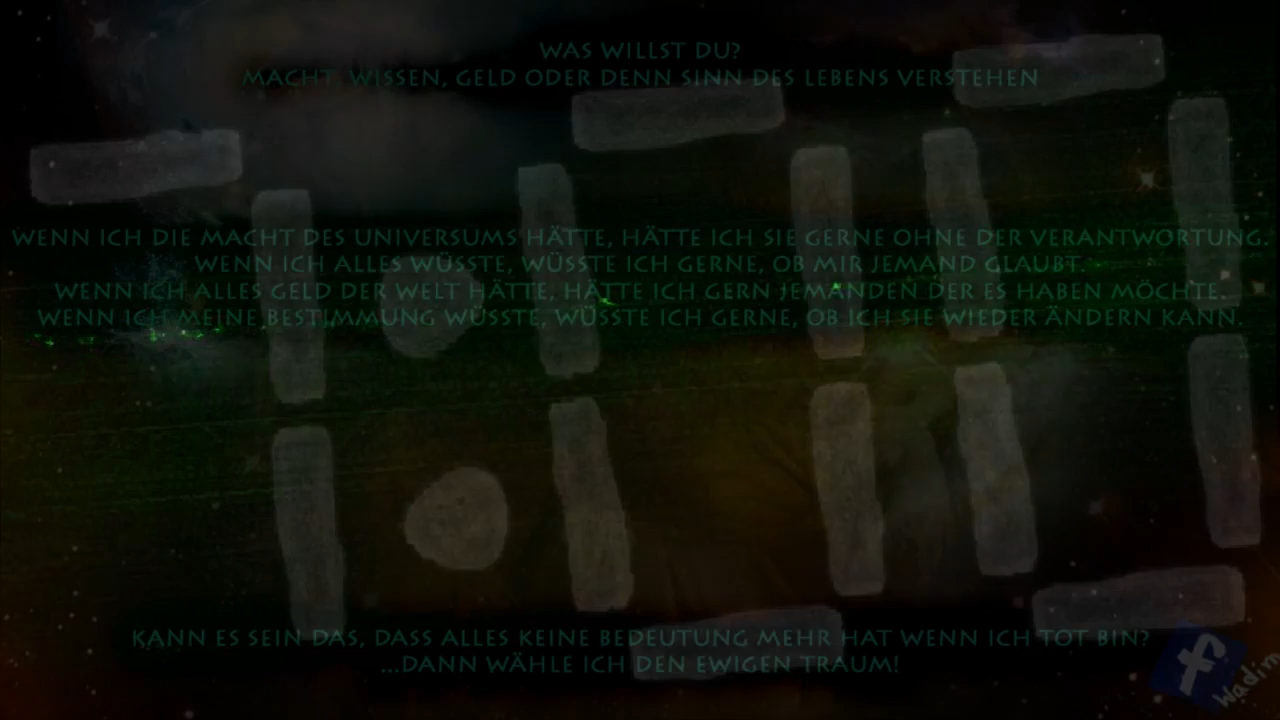 WAS WILLST DU?
MACHT, WISSEN, GELD ODER DENN SINN DES LEBENS VERSTEHEN
WENN ICH DIE MACHT DES UNIVERSUMS HÄTTE, HÄTTE ICH SIE GERNE OHNE DER VERANTWORTUNG.
WENN ICH ALLES WÜSSTE, WÜSSTE ICH GERNE, OB MIR JEMAND GLAUBT.
WENN ICH ALLES GELD DER WELT HÄTTE, HÄTTE ICH GERN JEMANDEN DER ES HABEN MÖCHTE.
WENN ICH MEINE BESTIMMUNG WÜSSTE, WÜSSTE ICH GERNE, OB ICH SIE WIEDER ÄNDERN KANN.
KANN ES SEIN DAS, DASS ALLES KEINE BEDEUTUNG MEHR HAT WENN ICH TOT BIN?
...DANN WÄHLE ICH DEN EWIGEN TRAUM!
f Wadim